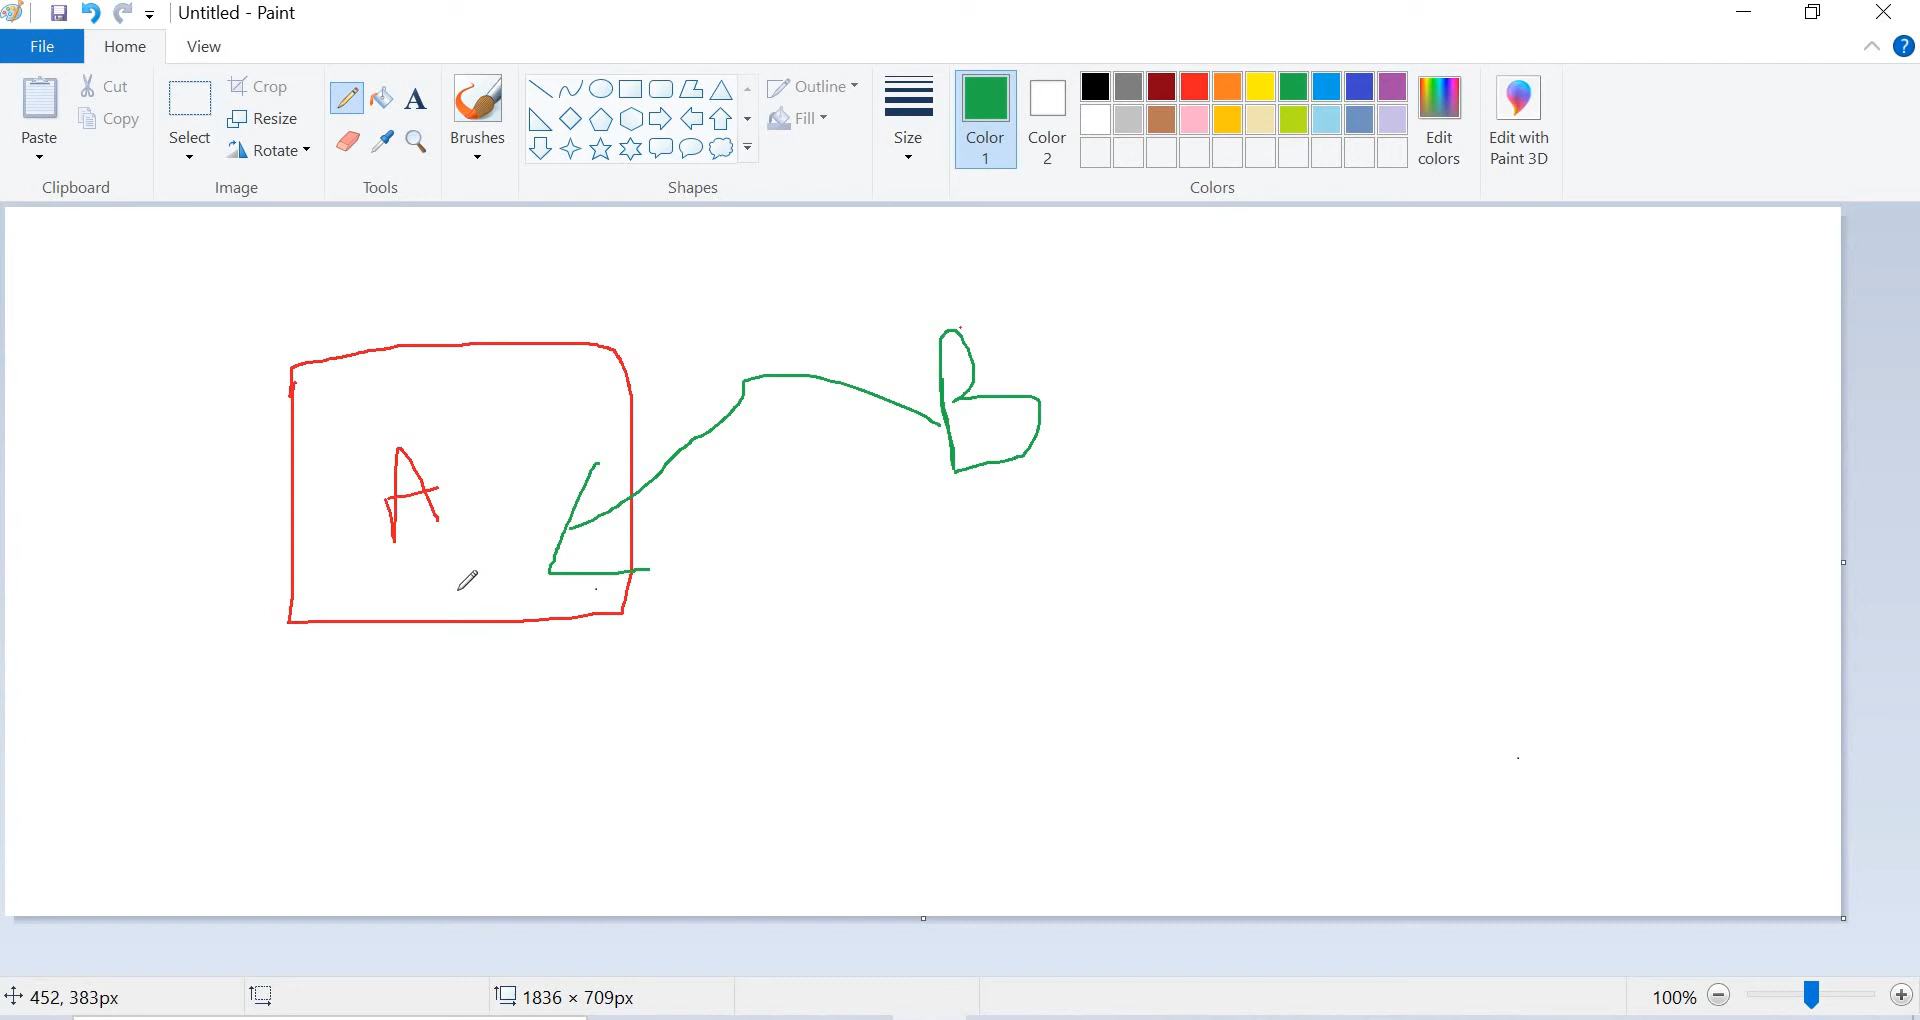 Untitled - Paint
File Home View
Paste
Cut
Copy
Clipboard
Select
Crop
Resize
Rotate
Image
A
Tools
Brushes
Outline
Fill
Shapes
Size
Color 1
Color 2
Edit colors
Colors
Edit with Paint 3D
?
A
B
452, 383px
1836 × 709px
100%